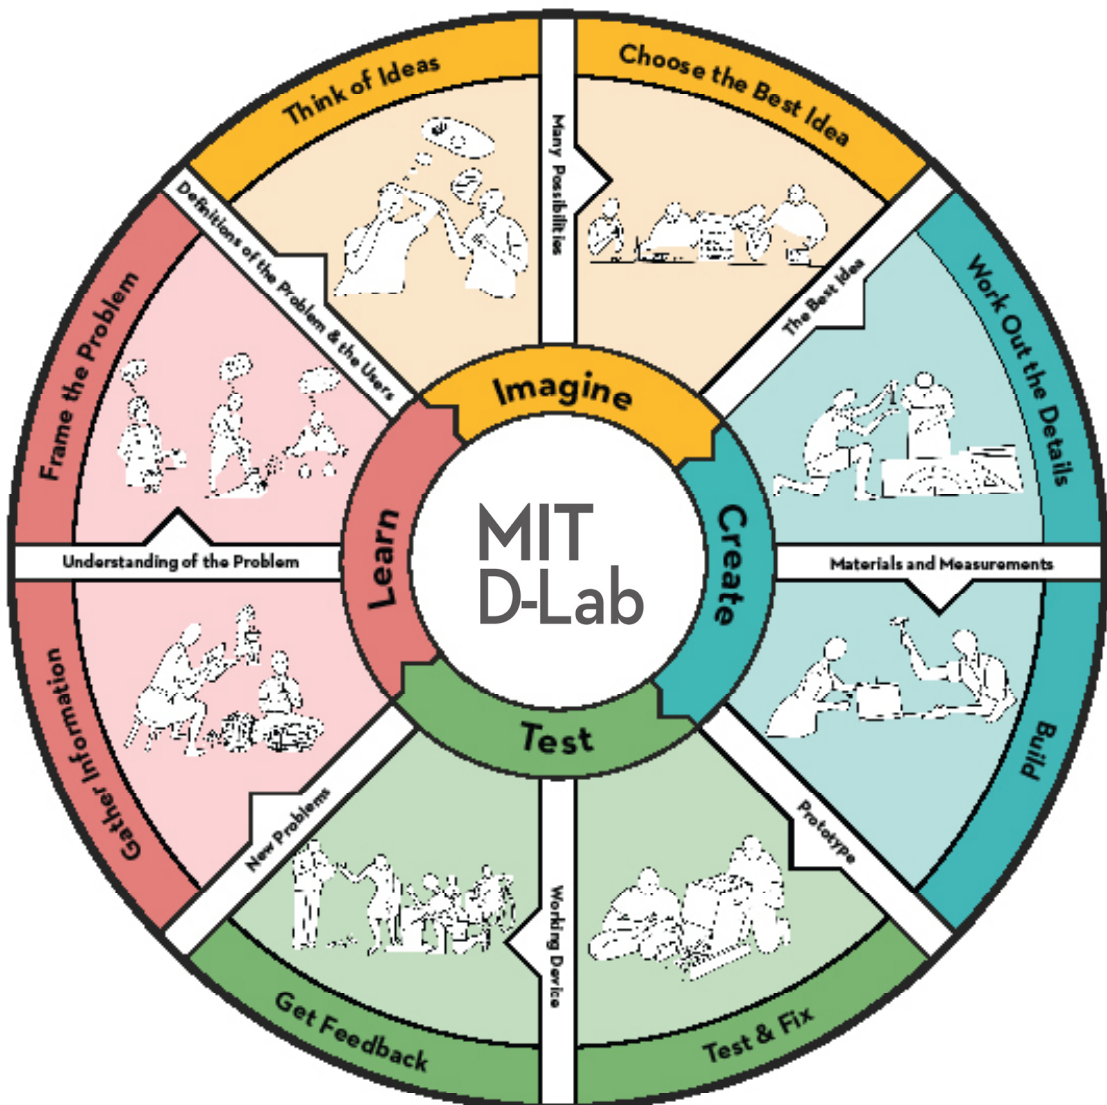 Think of Ideas
Choose the Best Idea
Many Possibilities
Definitions of the Problem & the Users
The Best Idea
Frame the Problem
Work Out the Details
Imagine
MIT
D-Lab
Learn
Create
Understanding of the Problem
Materials and Measurements
Gather Information
Build
Test
New Problems
Prototype
Working Device
Get Feedback
Test & Fix